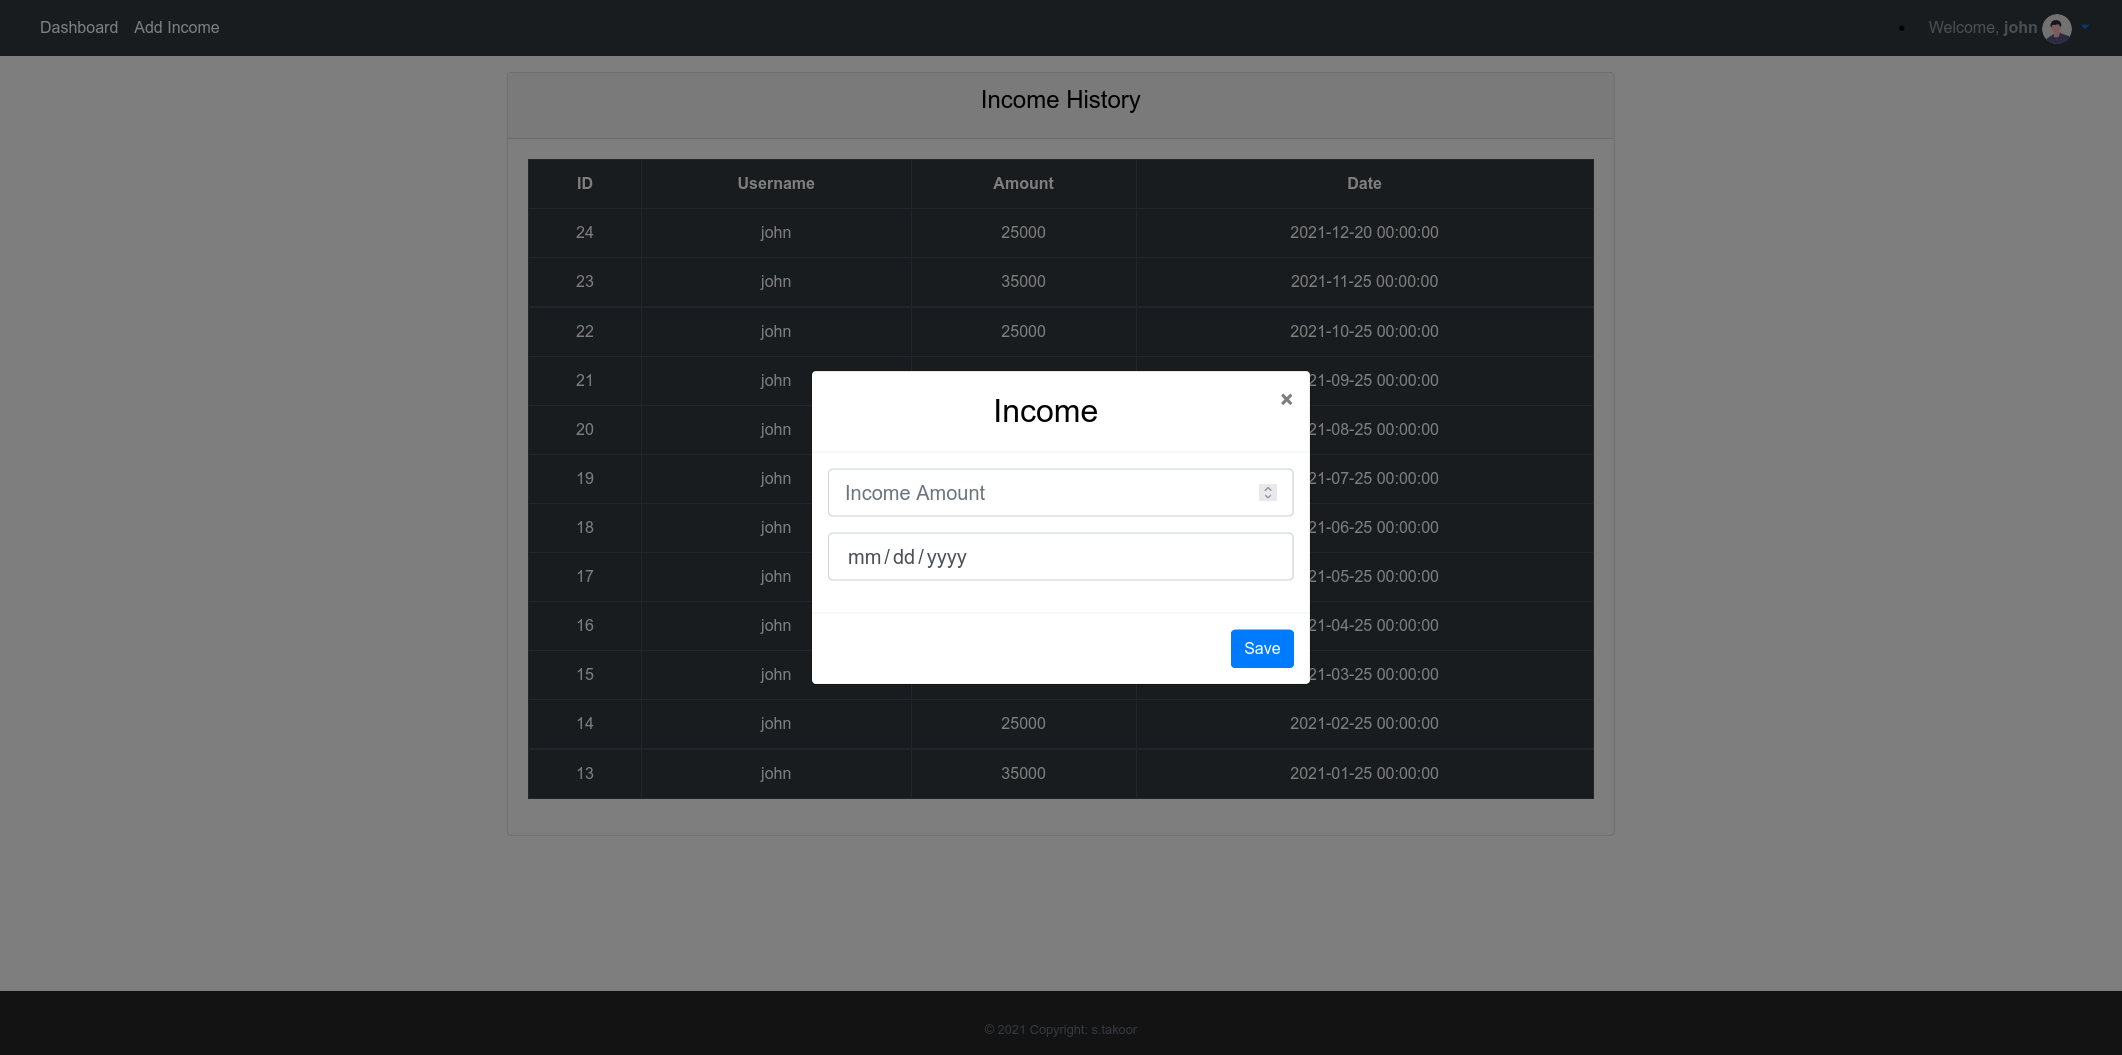 Dashboard Add Income
Welcome, john
Income History
ID Username Amount Date
24 john 25000 2021-12-20 00:00:00
23 john 35000 2021-11-25 00:00:00
22 john 25000 2021-10-25 00:00:00
21 john 21-09-25 00:00:00
20 john 21-08-25 00:00:00
19 john 21-07-25 00:00:00
18 john 21-06-25 00:00:00
17 john 21-05-25 00:00:00
16 john 21-04-25 00:00:00
15 john 21-03-25 00:00:00
14 john 25000 2021-02-25 00:00:00
13 john 35000 2021-01-25 00:00:00
Income ×
Income Amount
mm/dd/yyyy
Save
© 2021 Copyright: s.takoor